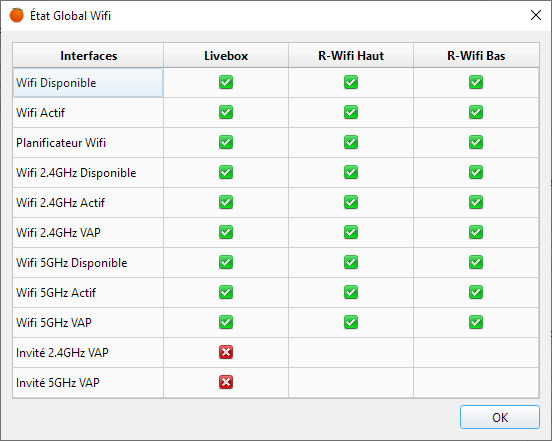 État Global Wifi
Interfaces Livebox R-Wifi Haut R-Wifi Bas
Wifi Disponible
Wifi Actif
Planificateur Wifi
Wifi 2.4GHz Disponible
Wifi 2.4GHz Actif
Wifi 2.4GHz VAP
Wifi 5GHz Disponible
Wifi 5GHz Actif
Wifi 5GHz VAP
Invité 2.4GHz VAP
Invité 5GHz VAP
OK